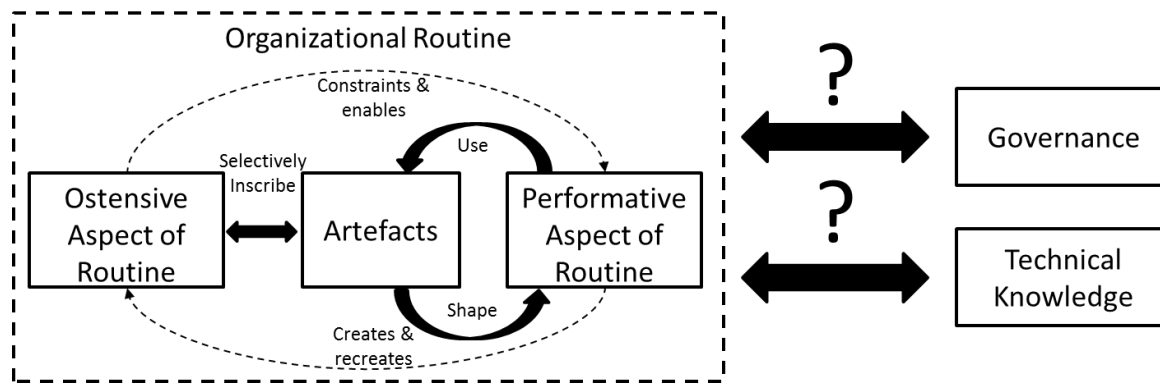 Organizational Routine
Constraints &
enables
Use
Selectively
Inscribe
Ostensive
Aspect of
Routine
Artefacts
Performative
Aspect of
Routine
Shape
Creates &
recreates
?
Governance
?
Technical
Knowledge